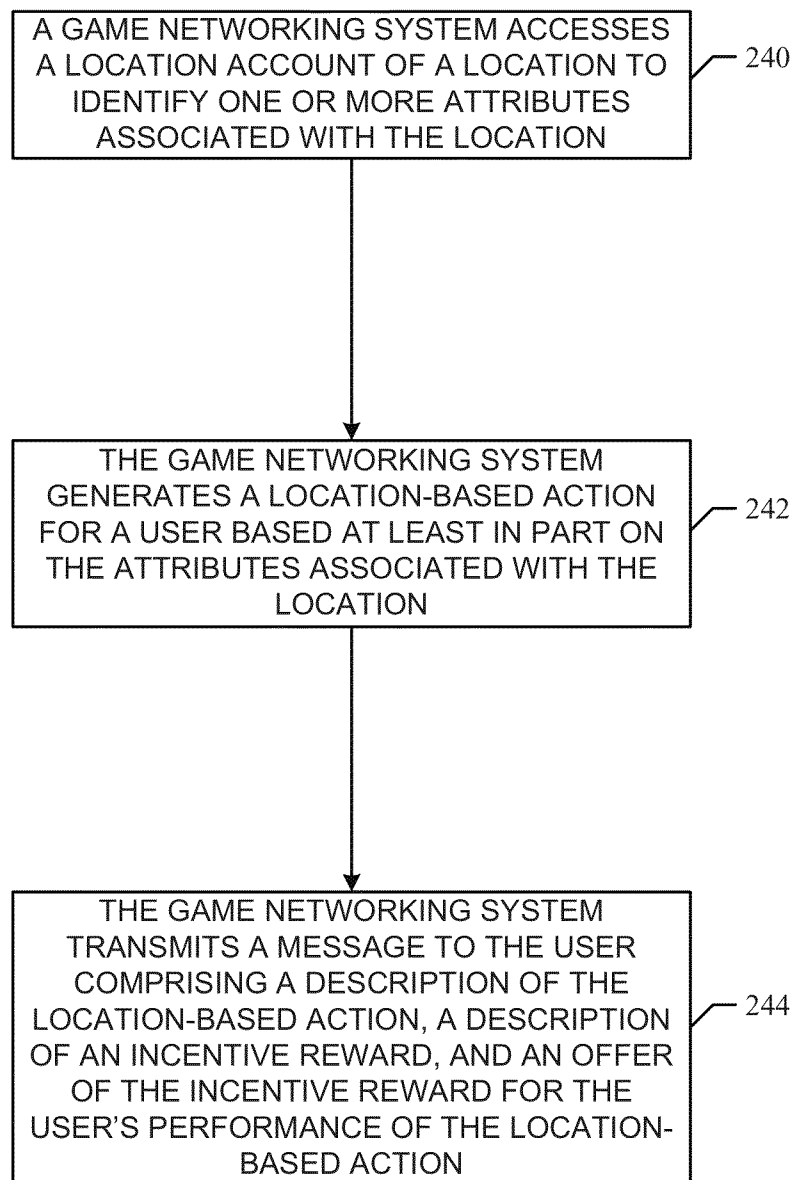 A GAME NETWORKING SYSTEM ACCESSES
A LOCATION ACCOUNT OF A LOCATION TO
IDENTIFY ONE OR MORE ATTRIBUTES
ASSOCIATED WITH THE LOCATION
240
THE GAME NETWORKING SYSTEM
GENERATES A LOCATION-BASED ACTION
FOR A USER BASED AT LEAST IN PART ON
THE ATTRIBUTES ASSOCIATED WITH THE
LOCATION
242
THE GAME NETWORKING SYSTEM
TRANSMITS A MESSAGE TO THE USER
COMPRISING A DESCRIPTION OF THE
LOCATION-BASED ACTION, A DESCRIPTION
OF AN INCENTIVE REWARD, AND AN OFFER
OF THE INCENTIVE REWARD FOR THE
USER'S PERFORMANCE OF THE LOCATION-
BASED ACTION
244